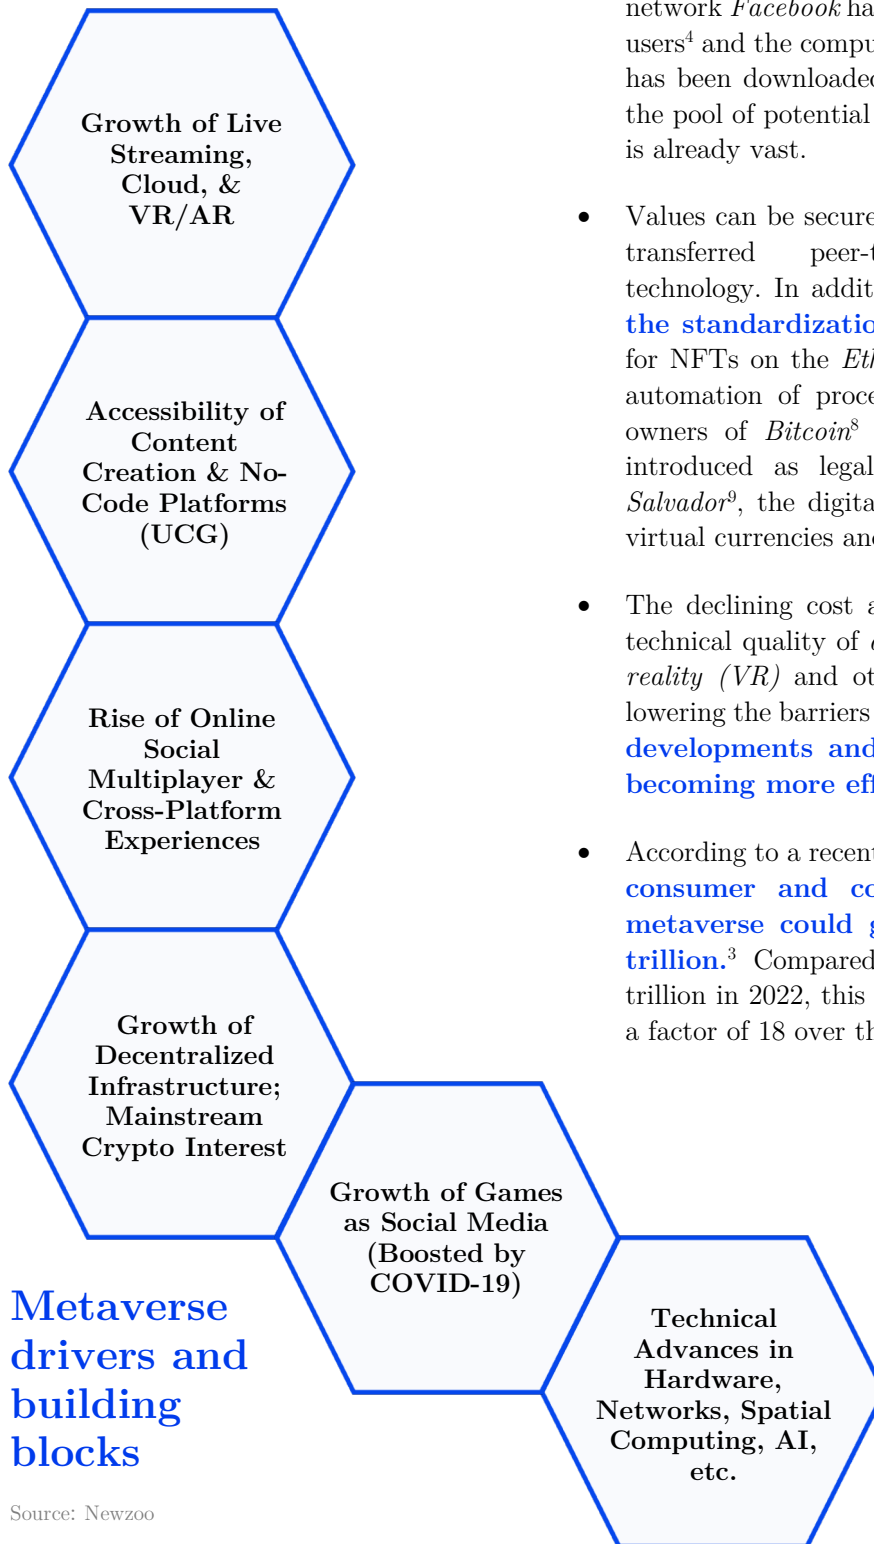 Growth of Live
Streaming,
Cloud, &
VR/AR
Accessibility of
Content
Creation & No-
Code Platforms
(UCG)
Rise of Online
Social
Multiplayer &
Cross-Platform
Experiences
Growth of
Decentralized
Infrastructure;
Mainstream
Crypto Interest
Growth of Games
as Social Media
(Boosted by
COVID-19)
Technical
Advances in
Hardware,
Networks, Spatial
Computing, AI,
etc.
Metaverse
drivers and
building
blocks
Source: Newzoo
network Facebook ha
users⁴ and the compu
has been downloaded
the pool of potential
is already vast.
• Values can be secure
transferred peer-t
technology. In addit
the standardizatio
for NFTs on the Eth
automation of proce
owners of Bitcoin⁸
introduced as legal
Salvador⁹, the digita
virtual currencies and
• The declining cost a
technical quality of
reality (VR) and ot
lowering the barriers
developments and
becoming more eff
• According to a recent
consumer and co
metaverse could g
trillion.³ Compared
trillion in 2022, this
a factor of 18 over th